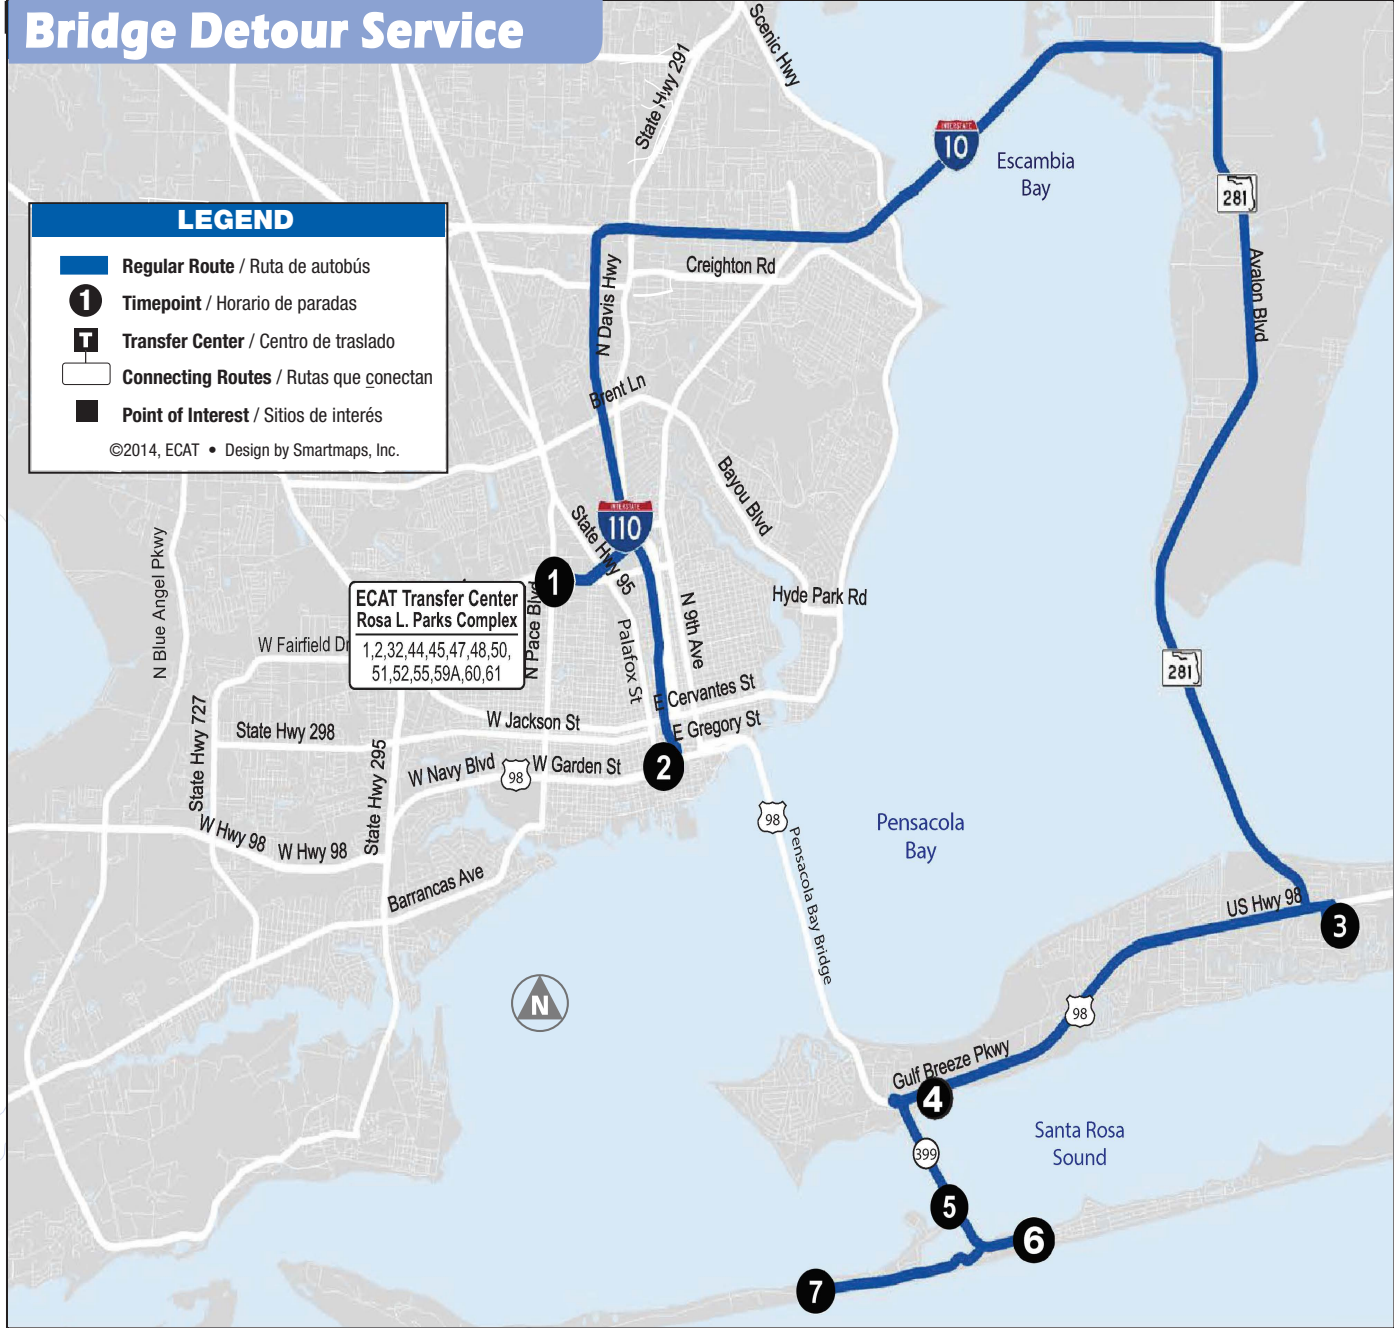 Bridge Detour Service
LEGEND
Regular Route / Ruta de autobús
1 Timepoint / Horario de paradas
T Transfer Center / Centro de traslado
Connecting Routes / Rutas que conectan
Point of Interest / Sitios de interés
©2014, ECAT • Design by Smartmaps, Inc.
State Hwy 291
Scenic Hwy
INTERSTATE
10
Escambia
Bay
281
Avalon Blvd
Creighton Rd
N Davis Hwy
Brent Ln
Bayou Blvd
INTERSTATE
110
State Hwy 95
1
ECAT Transfer Center
Rosa L. Parks Complex
1,2,32,44,45,47,48,50,
51,52,55,59A,60,61
N Pace Blvd
N Blue Angel Pkwy
W Fairfield Dr
Palafox St
N 9th Ave
Hyde Park Rd
281
E Cervantes St
E Gregory St
W Jackson St
State Hwy 727
State Hwy 298
State Hwy 295
W Navy Blvd
98
W Garden St
2
98
Pensacola Bay Bridge
Pensacola
Bay
W Hwy 98
W Hwy 98
Barrancas Ave
US Hwy 98
3
N
98
Gulf Breeze Pkwy
4
399
Santa Rosa
Sound
5
6
7